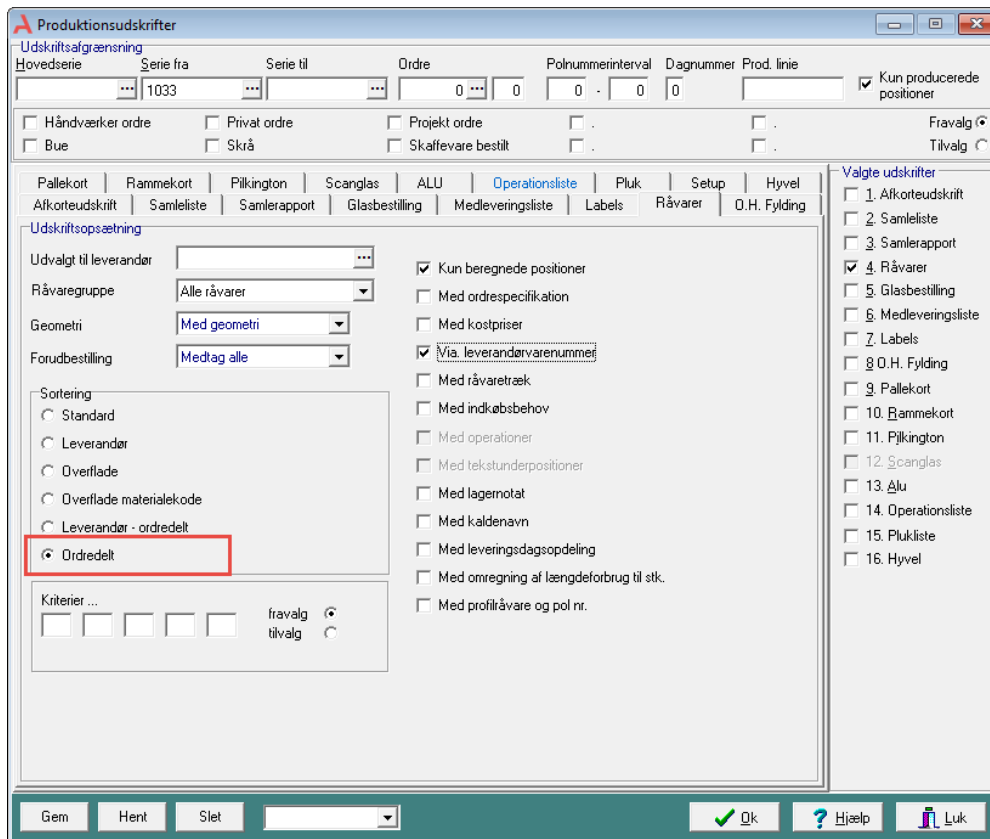 Produktionsudskrifter
Udskriftsafgrænsning
Hovedserie Serie fra Serie til Ordre Polnummerinterval Dagnummer Prod. linie
... 1033 ... ... 0 ... 0 0 - 0 0 Kun producerede positioner
Håndværker ordre Privat ordre Projekt ordre . . Fravalg
Bue Skrå Skaffevare bestilt . . Tilvalg
Pallekort Rammekort Pilkington Scanglas ALU Operationsliste Pluk Setup Hyvel
Afkorteudskrift Samleliste Samlerapport Glasbestilling Medleveringsliste Labels Råvarer O.H. Fylding
Udskriftsopsætning
Udvalgt til leverandør ...
Råvaregruppe Alle råvarer
Geometri Med geometri
Forudbestilling Medtag alle
Sortering
Standard
Leverandør
Overflade
Overflade materialekode
Leverandør - ordredelt
Ordredelt
Kriterier ...
fravalg
tilvalg
Kun beregnede positioner
Med ordrespecifikation
Med kostpriser
Via. leverandørvarenummer
Med råvaretræk
Med indkøbsbehov
Med operationer
Med tekstunderpositioner
Med lagernotat
Med kaldenavn
Med leveringsdagsopdeling
Med omregning af længdeforbrug til stk.
Med profilråvare og pol nr.
Valgte udskrifter
1. Afkorteudskrift
2. Samleliste
3. Samlerapport
4. Råvarer
5. Glasbestilling
6. Medleveringsliste
7. Labels
8 O.H. Fylding
9. Pallekort
10. Rammekort
11. Pilkington
12. Scanglas
13. Alu
14. Operationsliste
15. Plukliste
16. Hyvel
Gem Hent Slet Ok Hjælp Luk